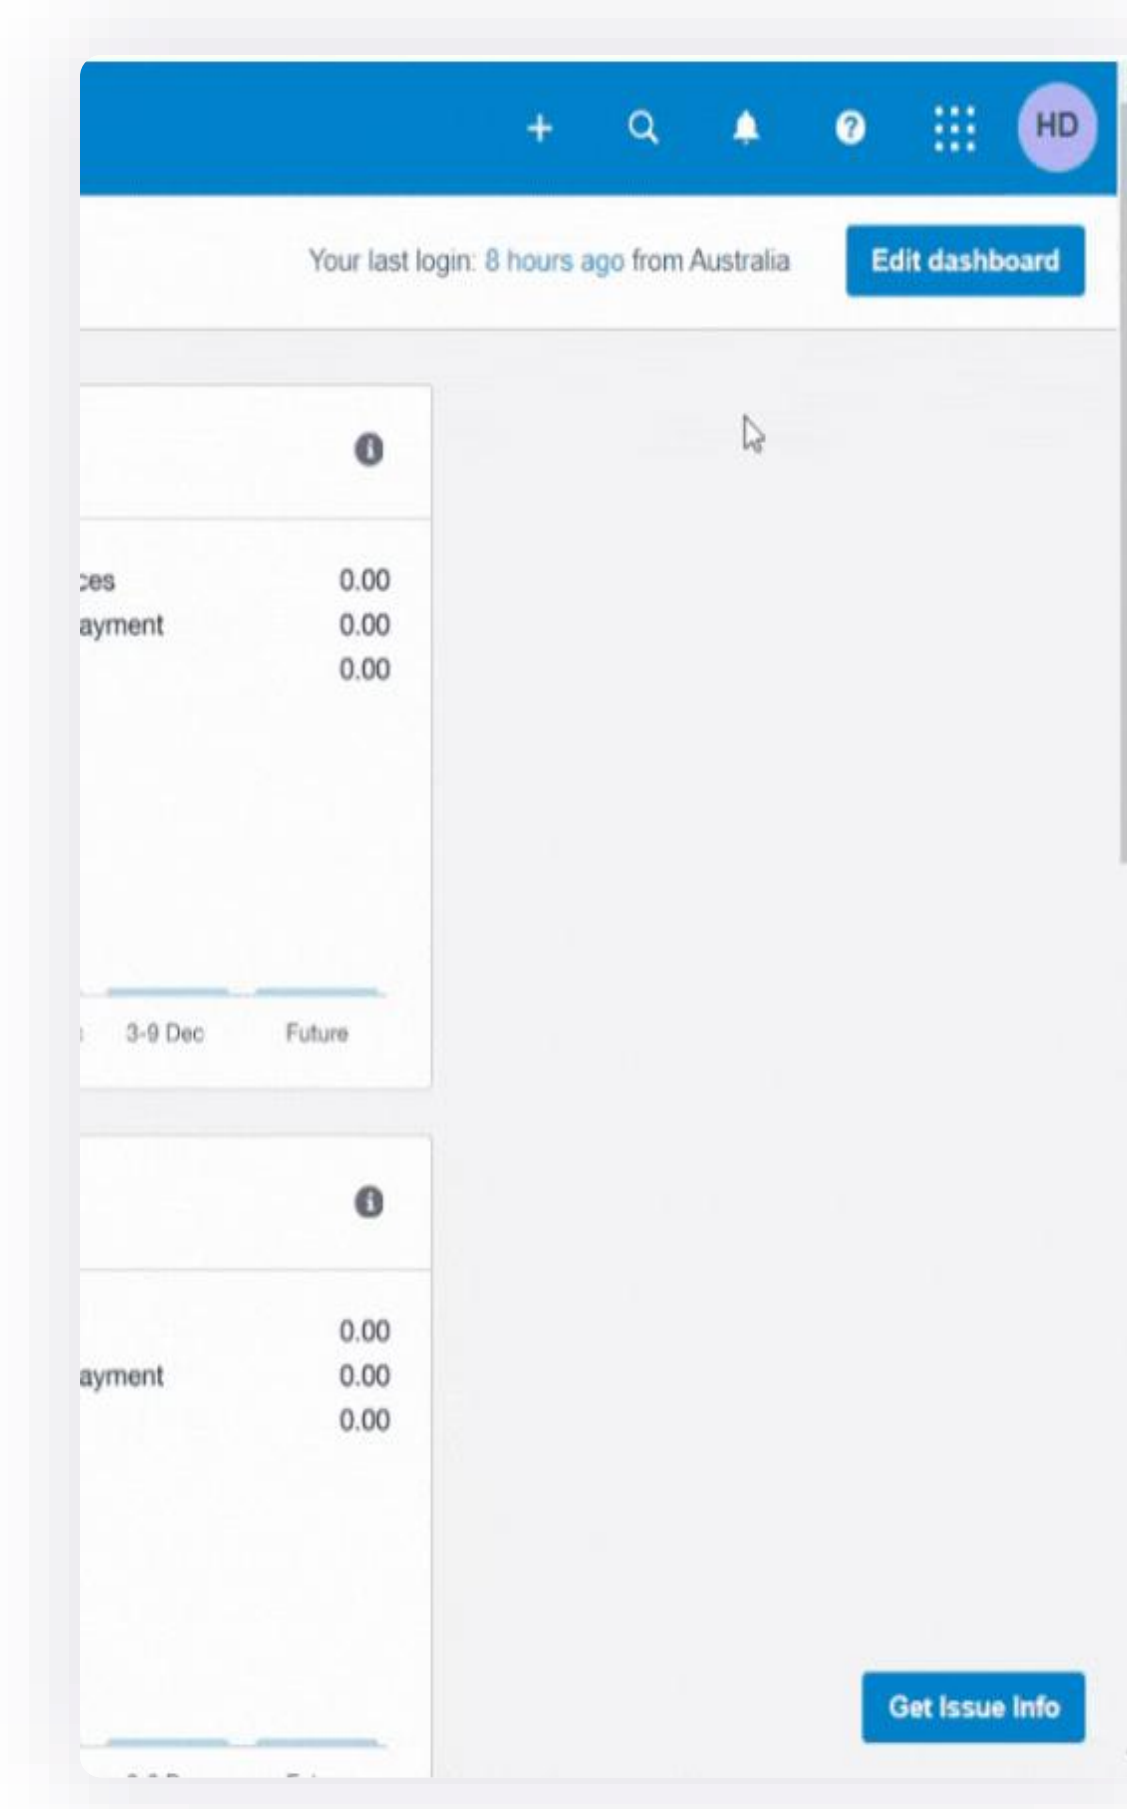 HD
Your last login: 8 hours ago from Australia
Edit dashboard
0.00
ayment 0.00
0.00
3-9 Dec Future
0.00
ayment 0.00
0.00
Get Issue Info